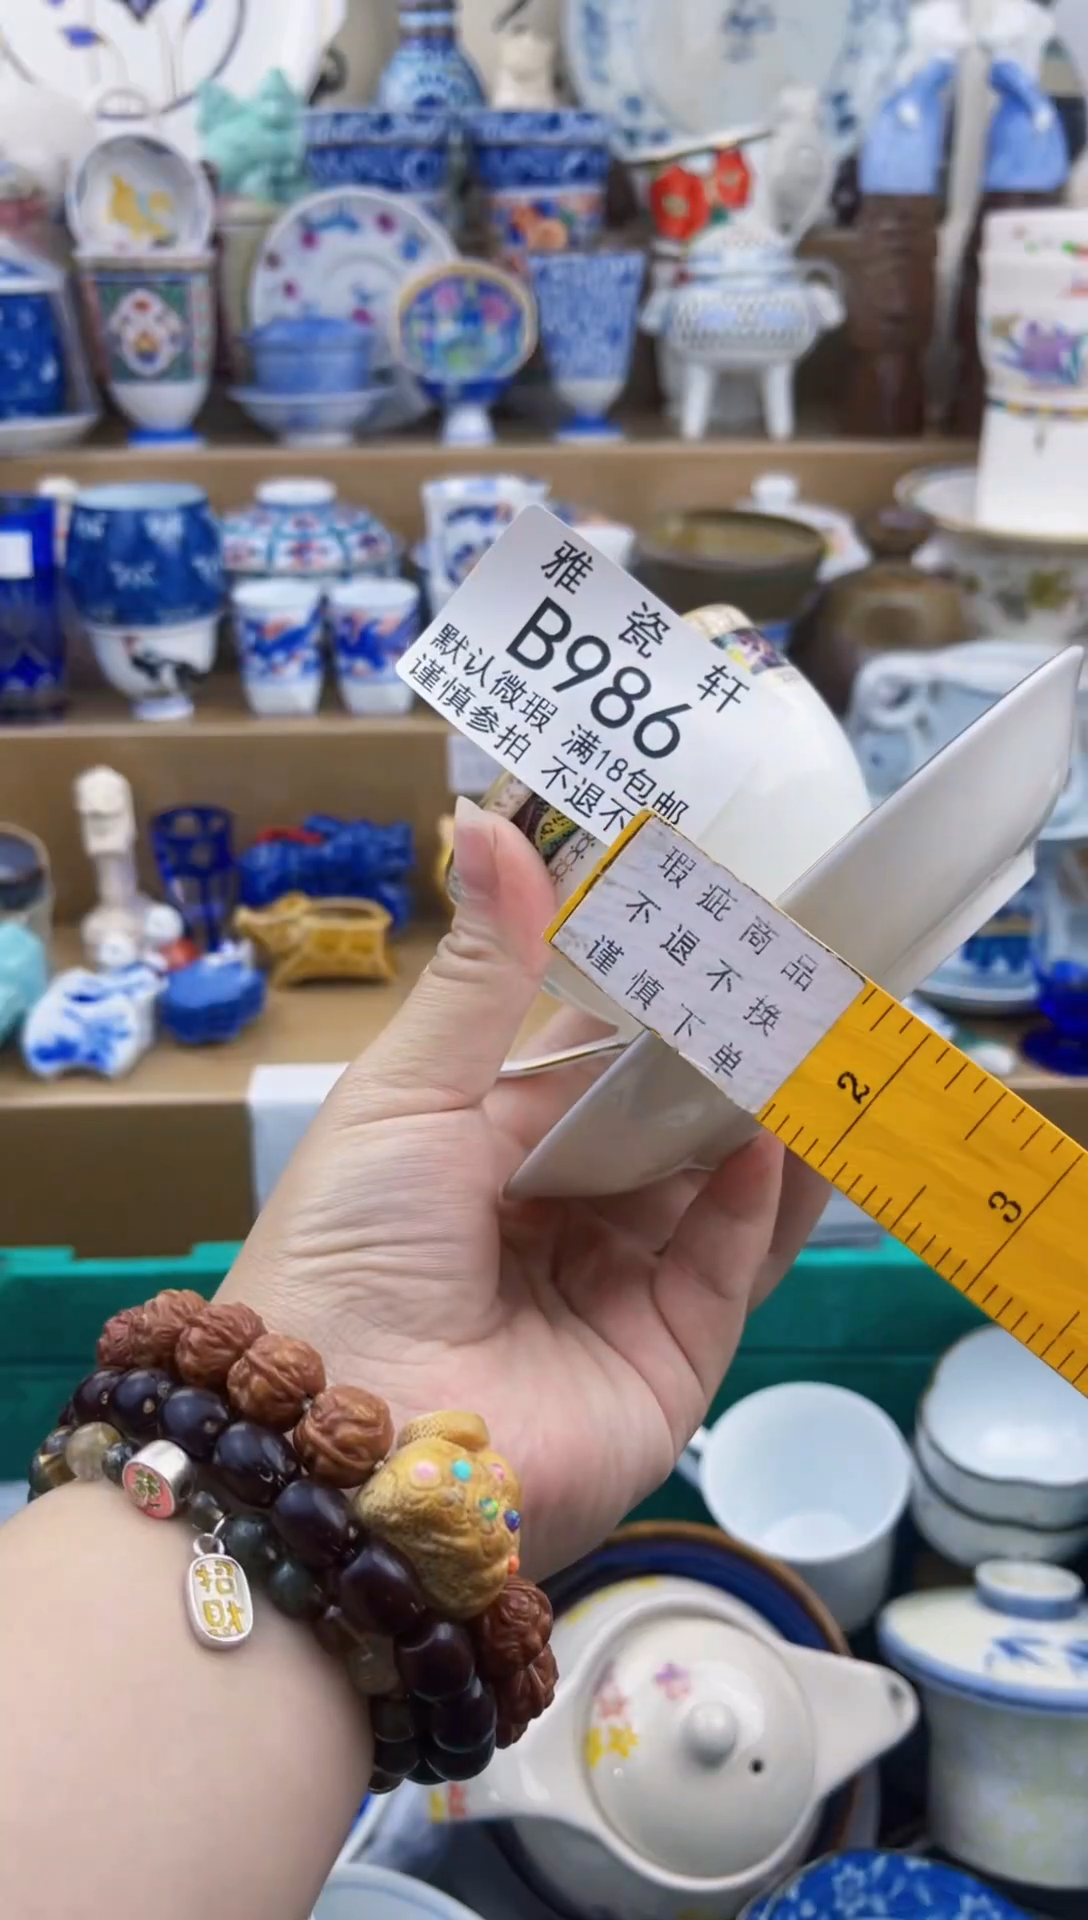 雅瓷轩
B986
默认微瑕 满18包邮
谨慎参拍 不退不
瑕疵商品
不退不换
谨慎下单
2
3
招